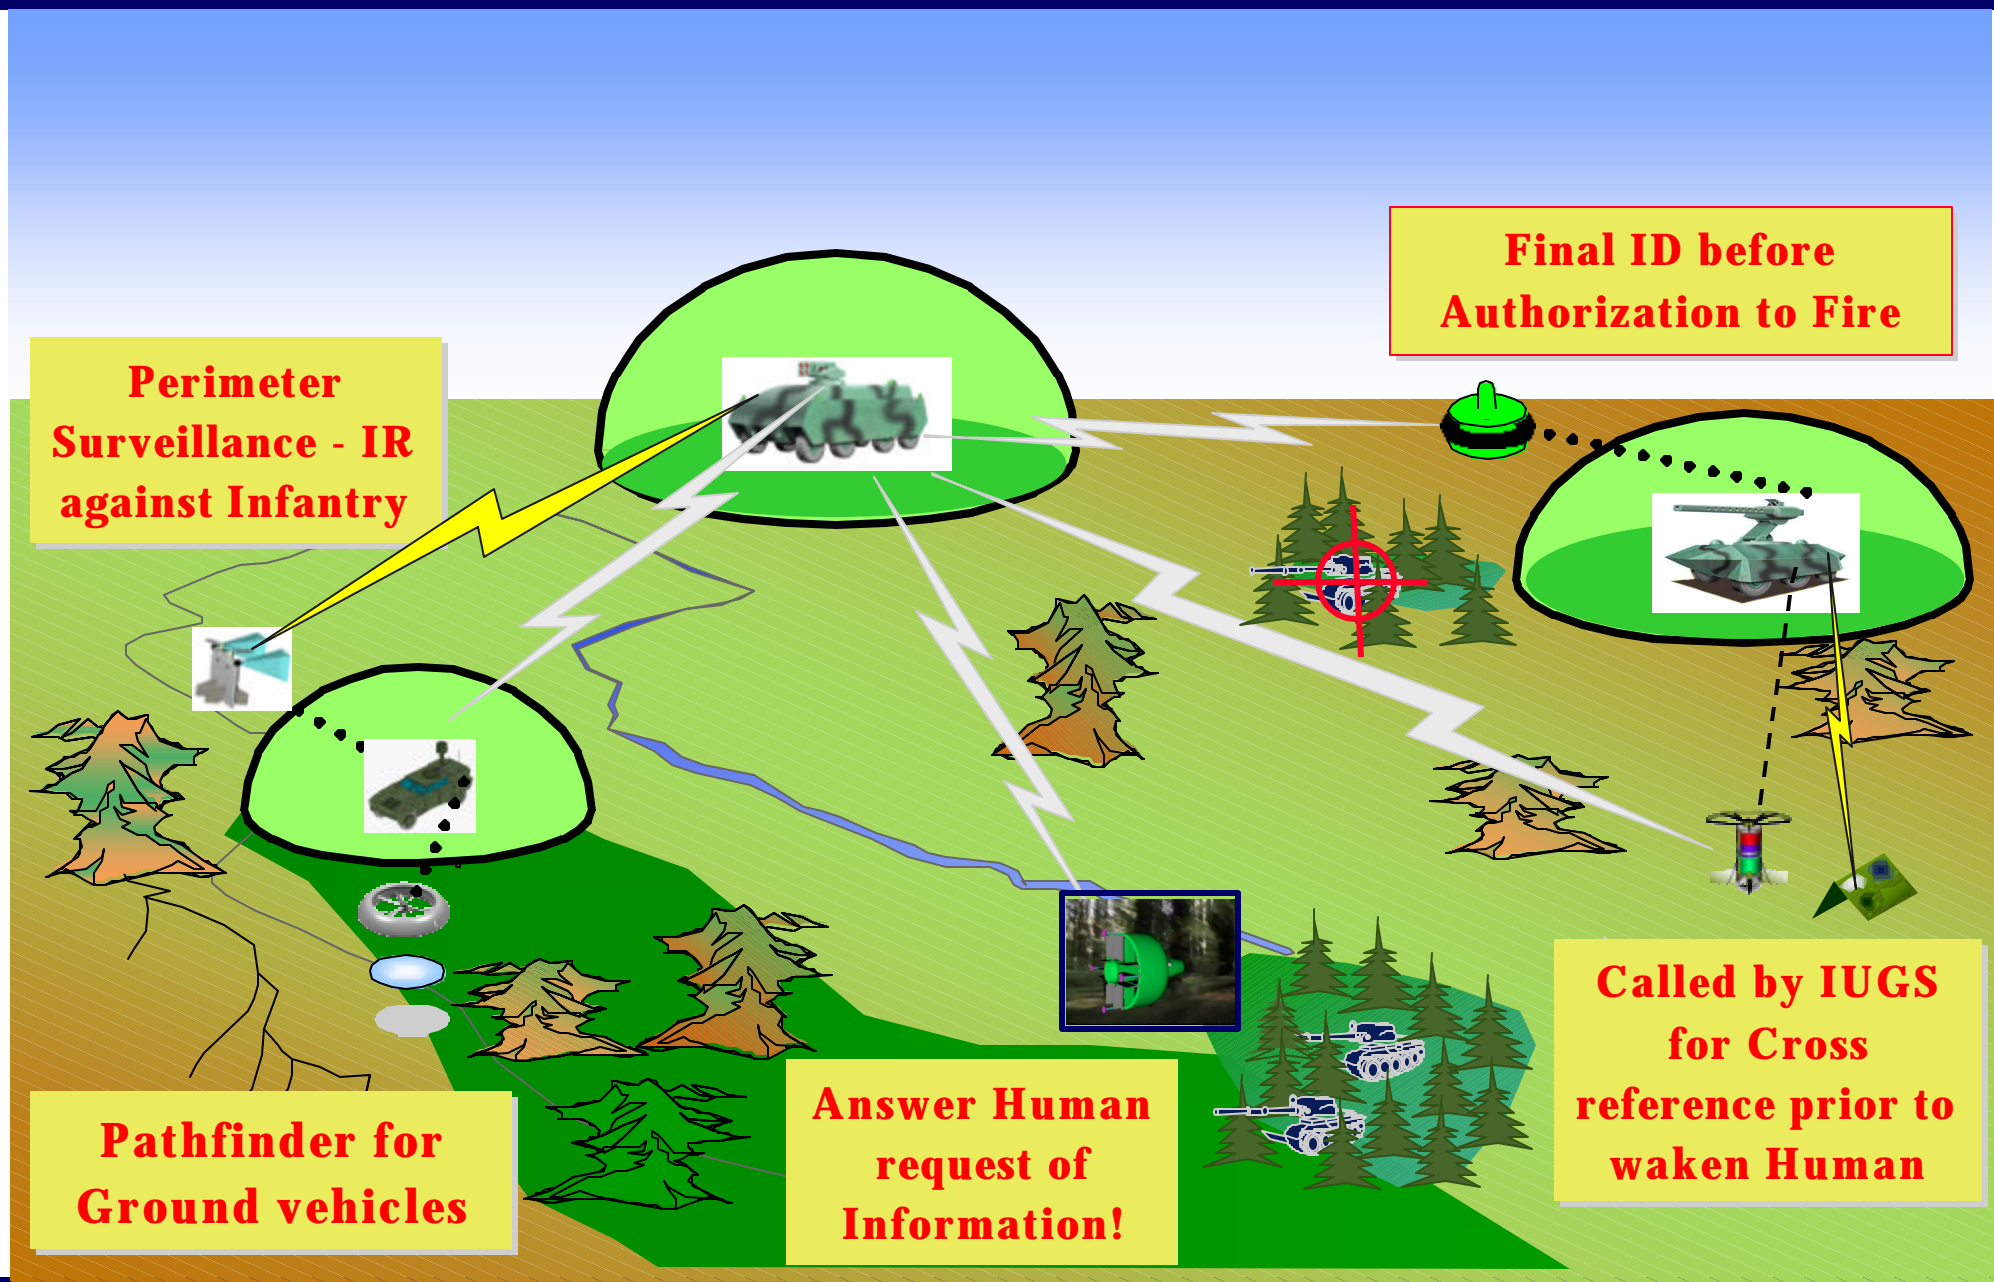 Final ID before
Authorization to Fire
Perimeter
Surveillance - IR
against Infantry
Called by IUGS
for Cross
reference prior to
waken Human
Answer Human
request of
Information!
Pathfinder for
Ground vehicles